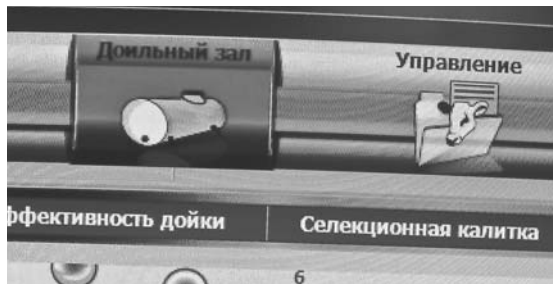 Доильный зал
Управление
ффективность дойки
Селекционная калитка
6